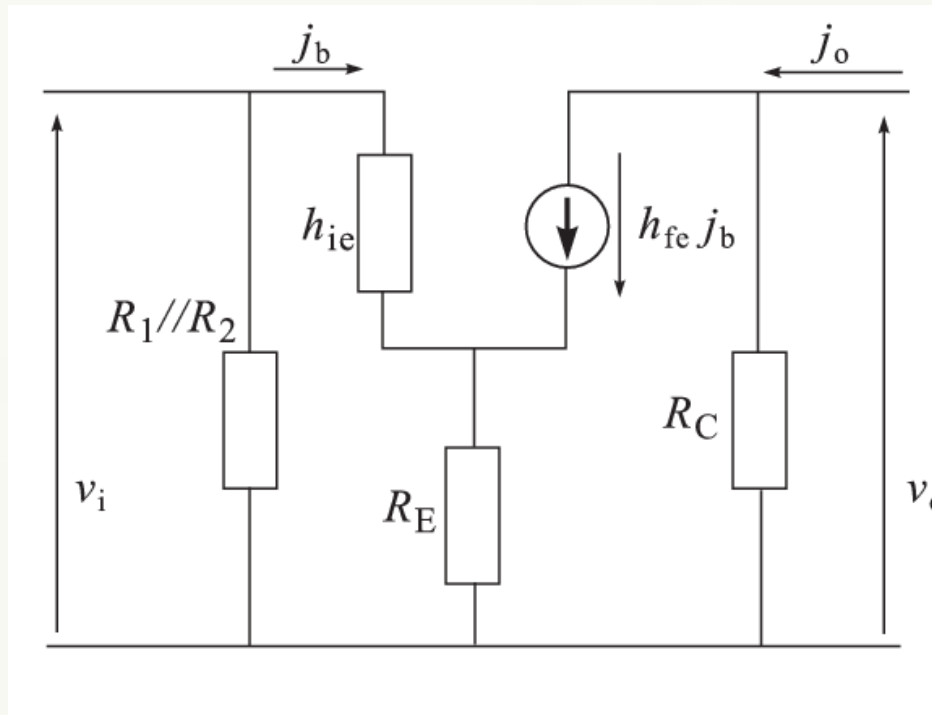 j_b
j_o
h_ie
h_fe j_b
R_1//R_2
R_C
v_i
R_E